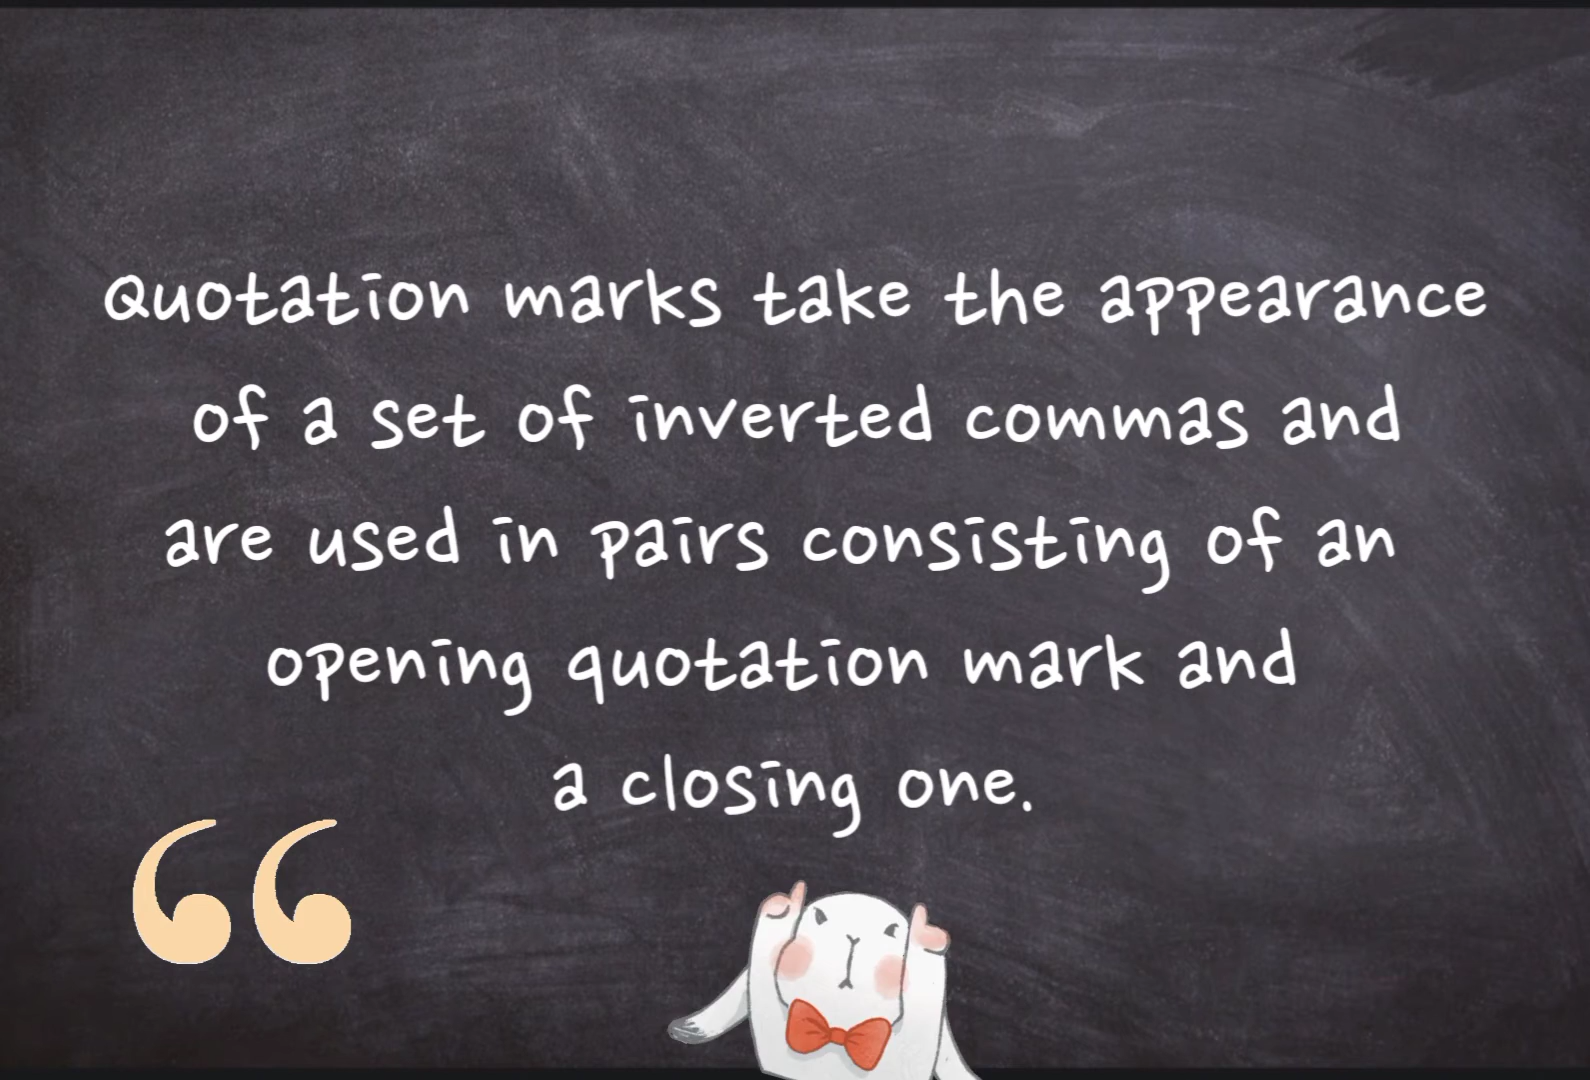 Quotation marks take the appearance
of a set of inverted commas and
are used in pairs consisting of an
opening quotation mark and
a closing one.
“